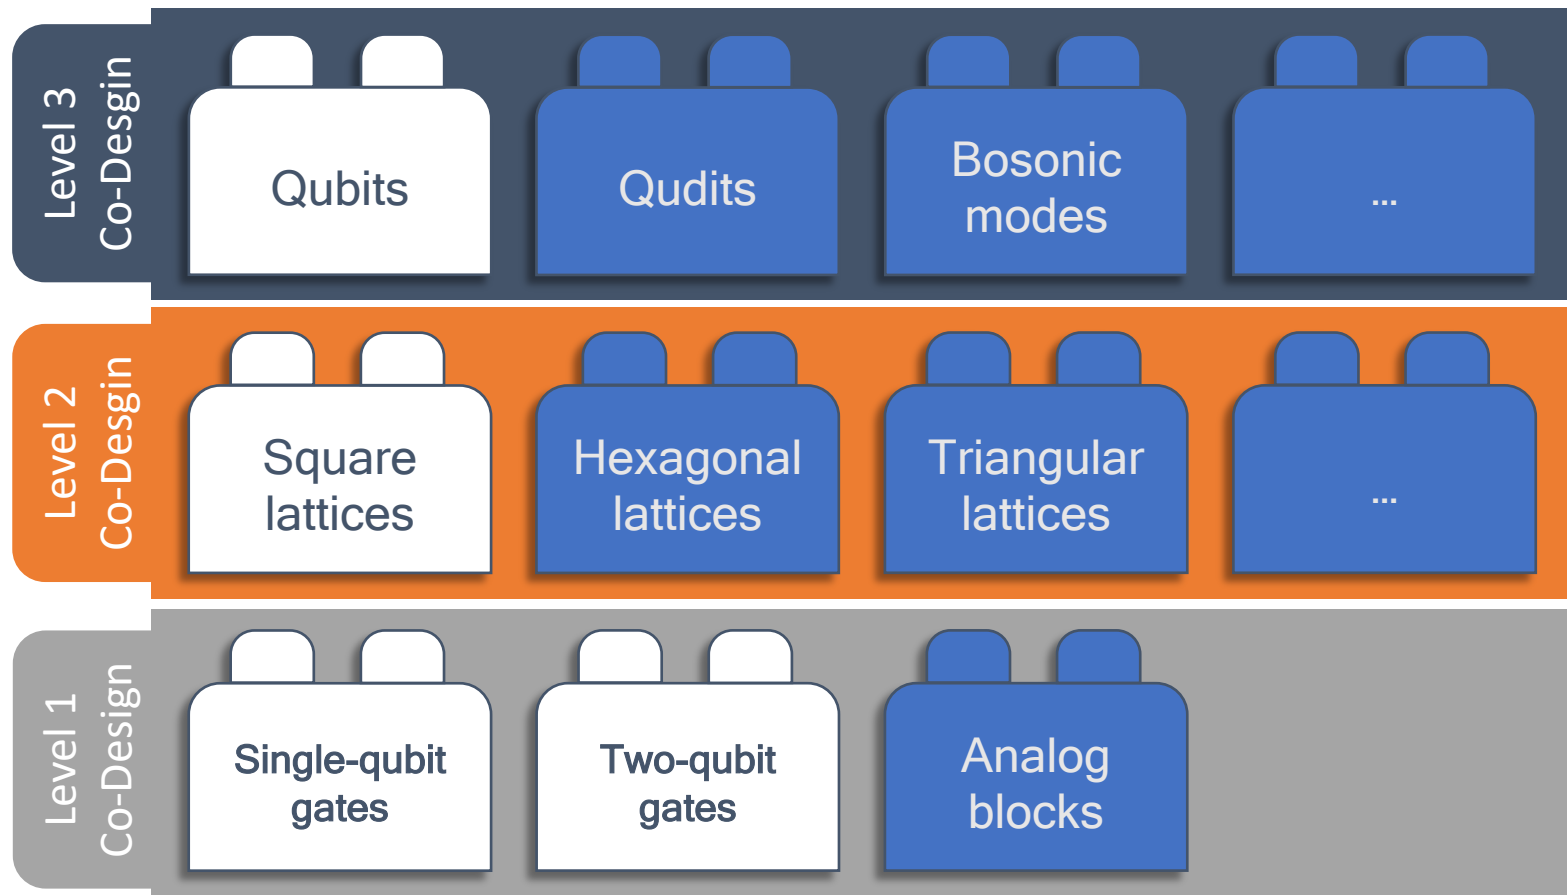 Level 3
Co-Desgin
Qubits
Qudits
Bosonic
modes
...
Level 2
Co-Desgin
Square
lattices
Hexagonal
lattices
Triangular
lattices
...
Level 1
Co-Design
Single-qubit
gates
Two-qubit
gates
Analog
blocks